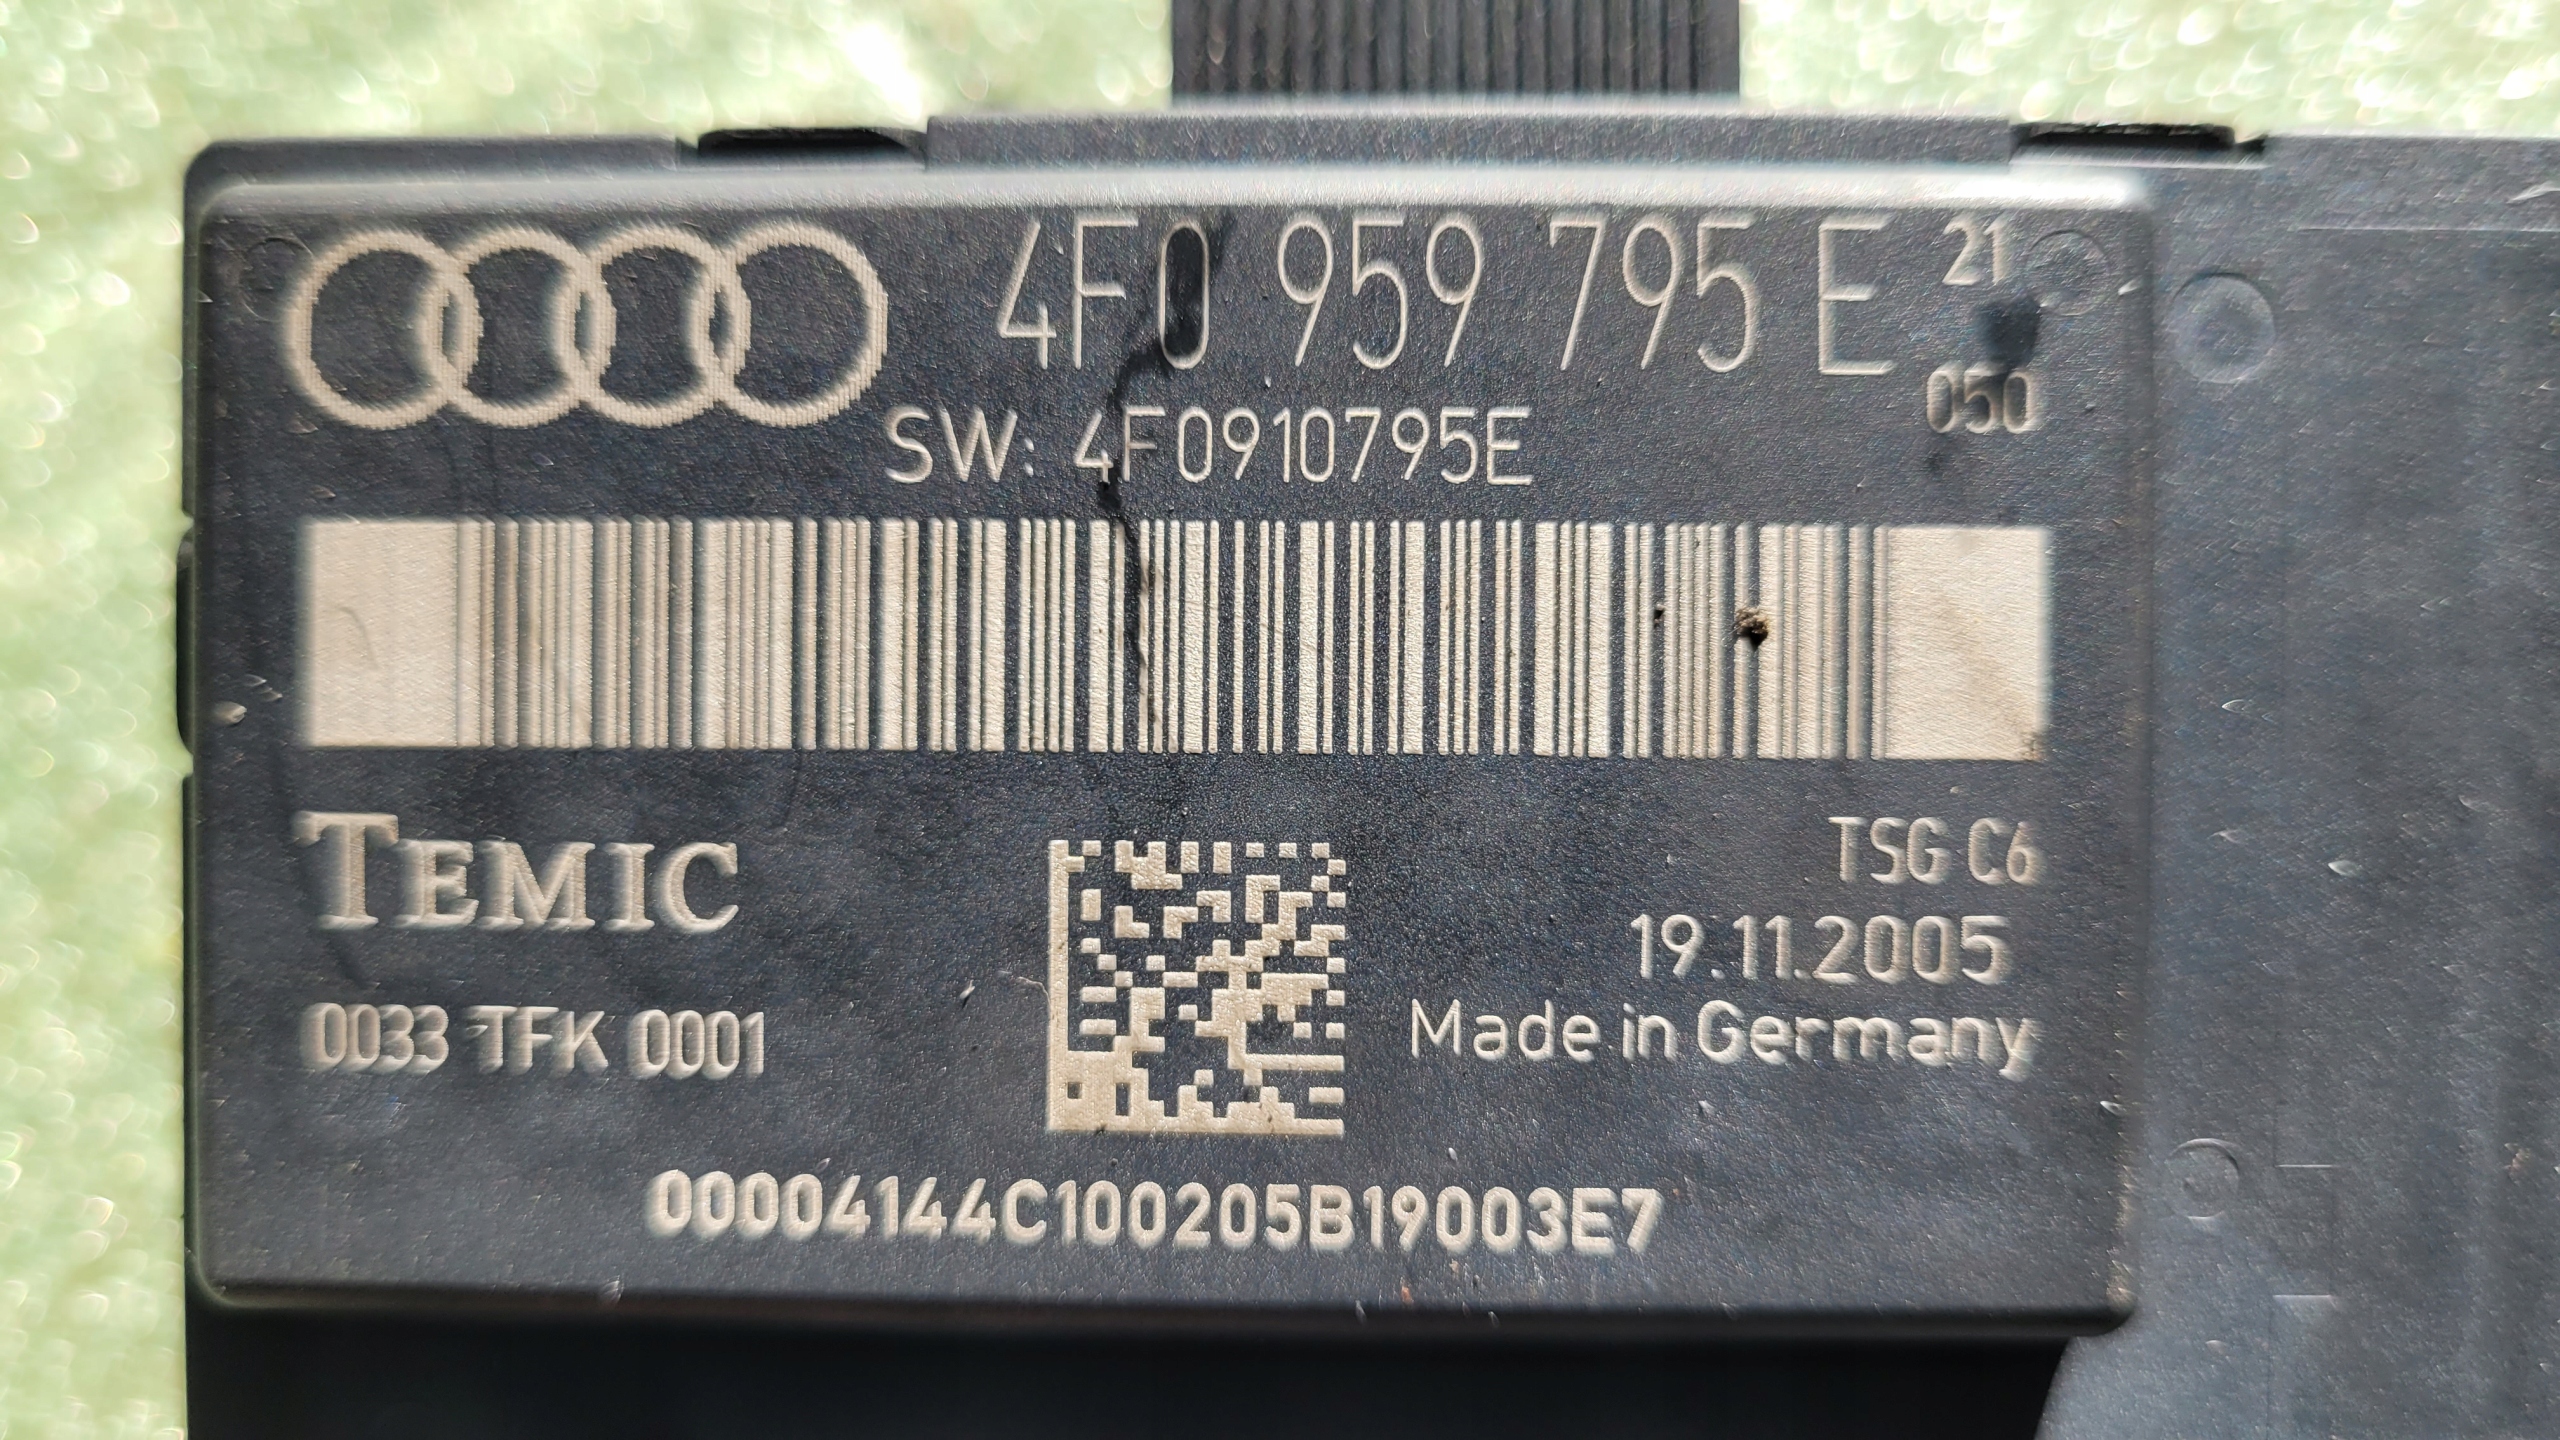 4F0 959 795 E 21
050
SW: 4F0910795E
TEMIC
TSG C6
19.11.2005
0033 TFK 0001
Made in Germany
00004144C100205B19003E7